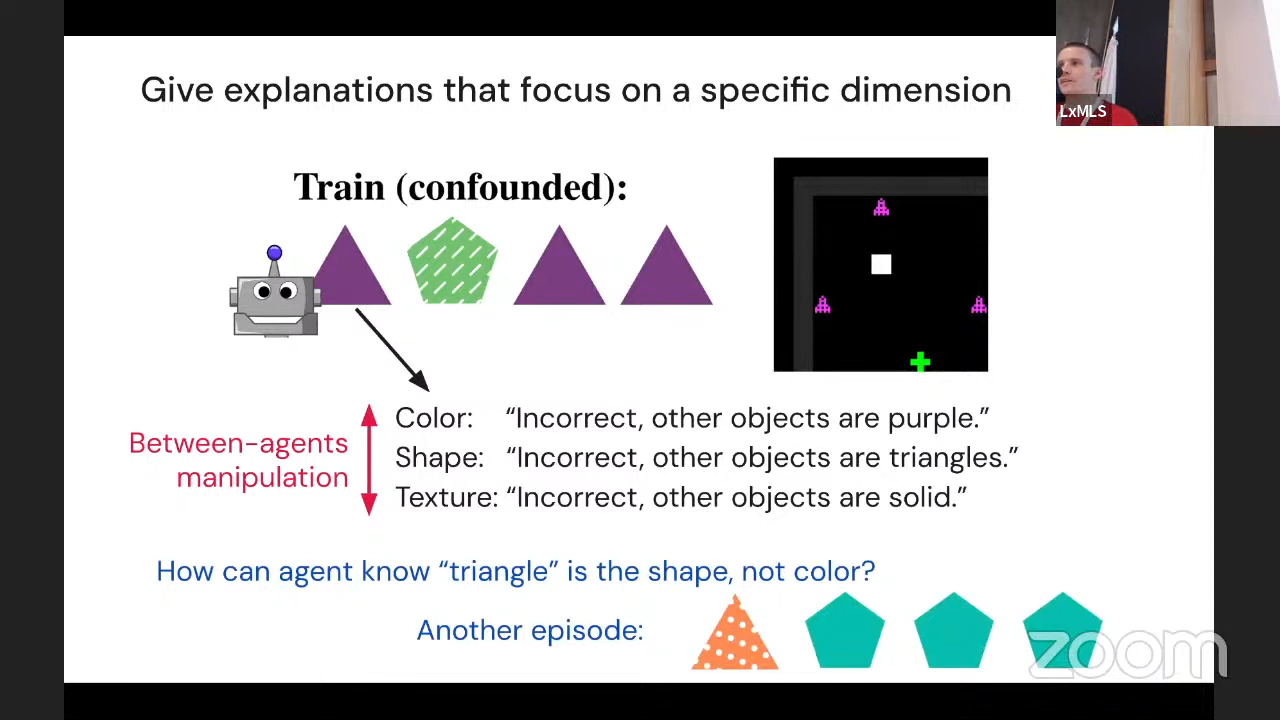 Give explanations that focus on a specific dimension
LxMLS
Train (confounded):
Between-agents
manipulation
Color: “Incorrect, other objects are purple.”
Shape: “Incorrect, other objects are triangles.”
Texture: “Incorrect, other objects are solid.”
How can agent know “triangle” is the shape, not color?
Another episode:
zoom